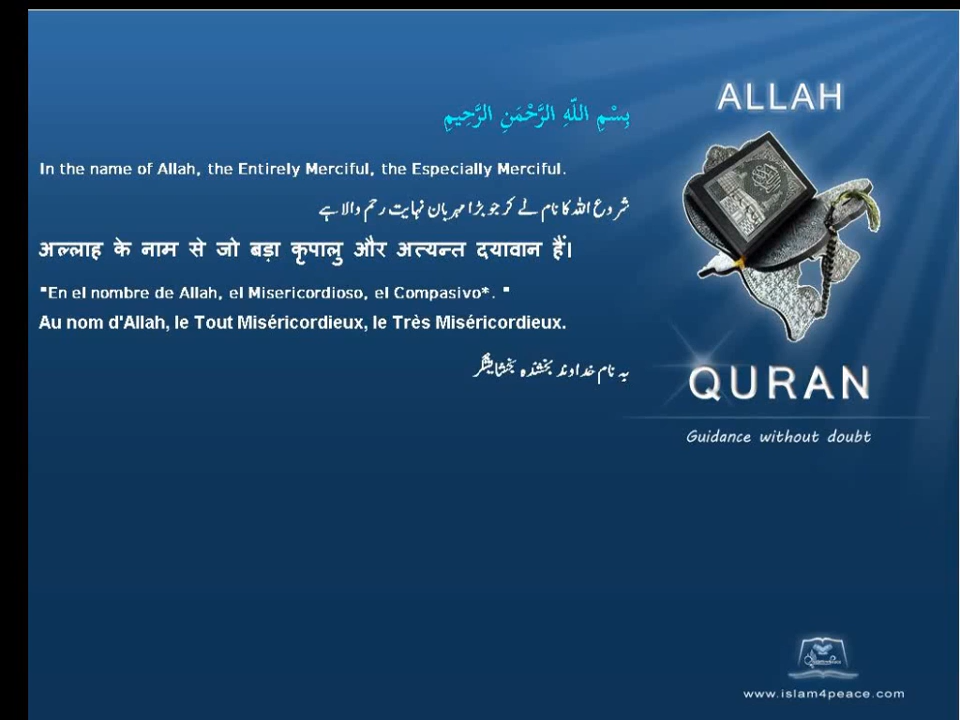 بِسْمِ اللَّهِ الرَّحْمَنِ الرَّحِيمِ
In the name of Allah, the Entirely Merciful, the Especially Merciful.
شروع اللہ کا نام لے کر جو بڑا مہربان نہایت رحم والا ہے
अल्लाह के नाम से जो बड़ा कृपालु और अत्यन्त दयावान हैं।
"En el nombre de Allah, el Misericordioso, el Compasivo*. "
Au nom d'Allah, le Tout Miséricordieux, le Très Miséricordieux.
به نام خداوند بخشنده بخشایشگر
ALLAH
QURAN
Guidance without doubt
www.islam4peace.com